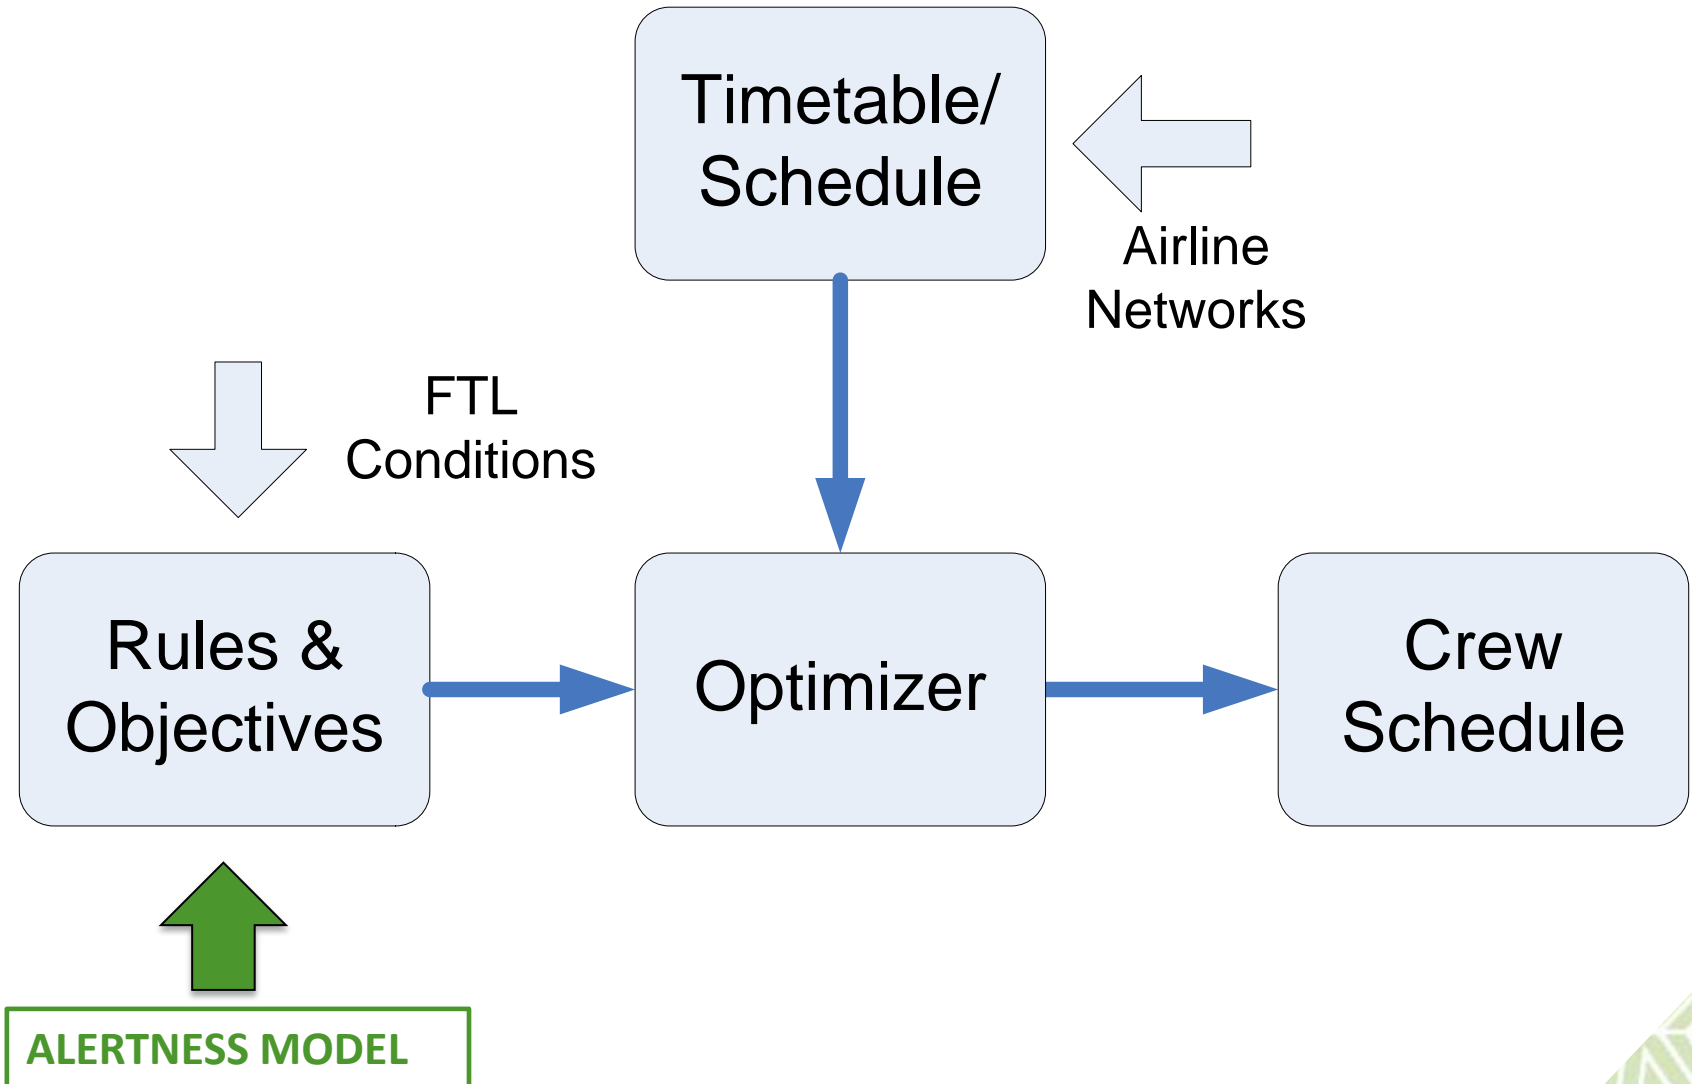 Timetable/
Schedule
Airline
Networks
FTL
Conditions
Rules &
Objectives
Optimizer
Crew
Schedule
ALERTNESS MODEL